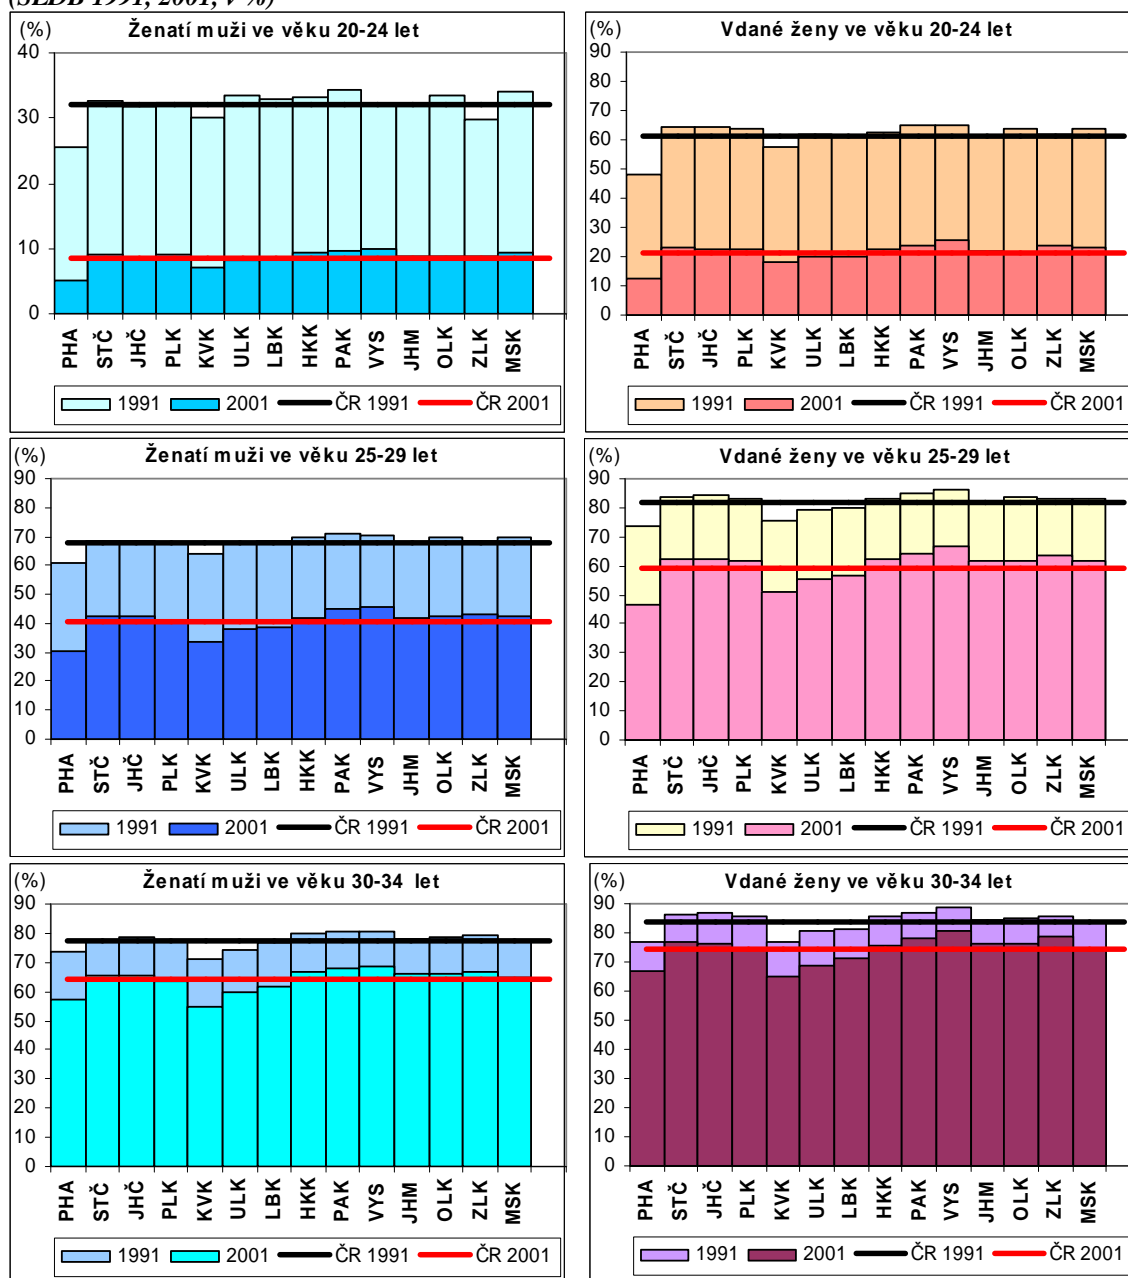 (SLDB 1991, 2001, v %)
(%) Ženatí muži ve věku 20-24 let
40
30
20
10
0
PHA STČ JHČ PLK KVK ULK LBK HKK PAK VYS JHM OLK ZLK MSK
1991 2001 ČR 1991 ČR 2001
(%) Vdané ženy ve věku 20-24 let
90
80
70
60
50
40
30
20
10
0
PHA STČ JHČ PLK KVK ULK LBK HKK PAK VYS JHM OLK ZLK MSK
1991 2001 ČR 1991 ČR 2001
(%) Ženatí muži ve věku 25-29 let
90
80
70
60
50
40
30
20
10
0
PHA STČ JHČ PLK KVK ULK LBK HKK PAK VYS JHM OLK ZLK MSK
1991 2001 ČR 1991 ČR 2001
(%) Vdané ženy ve věku 25-29 let
90
80
70
60
50
40
30
20
10
0
PHA STČ JHČ PLK KVK ULK LBK HKK PAK VYS JHM OLK ZLK MSK
1991 2001 ČR 1991 ČR 2001
(%) Ženatí muži ve věku 30-34 let
90
80
70
60
50
40
30
20
10
0
PHA STČ JHČ PLK KVK ULK LBK HKK PAK VYS JHM OLK ZLK MSK
1991 2001 ČR 1991 ČR 2001
(%) Vdané ženy ve věku 30-34 let
90
80
70
60
50
40
30
20
10
0
PHA STČ JHČ PLK KVK ULK LBK HKK PAK VYS JHM OLK ZLK MSK
1991 2001 ČR 1991 ČR 2001